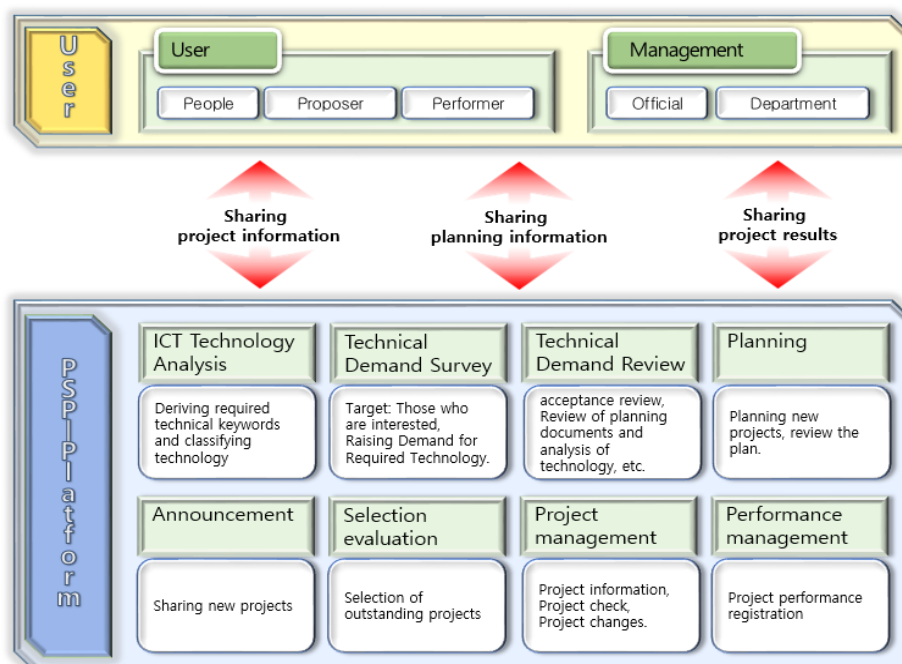 User
User
Management
People
Proposer
Performer
Official
Department
Sharing
project information
Sharing
planning information
Sharing
project results
PSPI Platform
ICT Technology
Analysis
Technical
Demand Survey
Technical
Demand Review
Planning
Deriving required
technical keywords
and classifying
technology
Target: Those who
are interested,
Raising Demand for
Required Technology.
acceptance review,
Review of planning
documents and
analysis of
technology, etc.
Planning new
projects, review the
plan.
Announcement
Selection
evaluation
Project
management
Performance
management
Sharing new projects
Selection of
outstanding projects
Project information,
Project check,
Project changes.
Project performance
registration